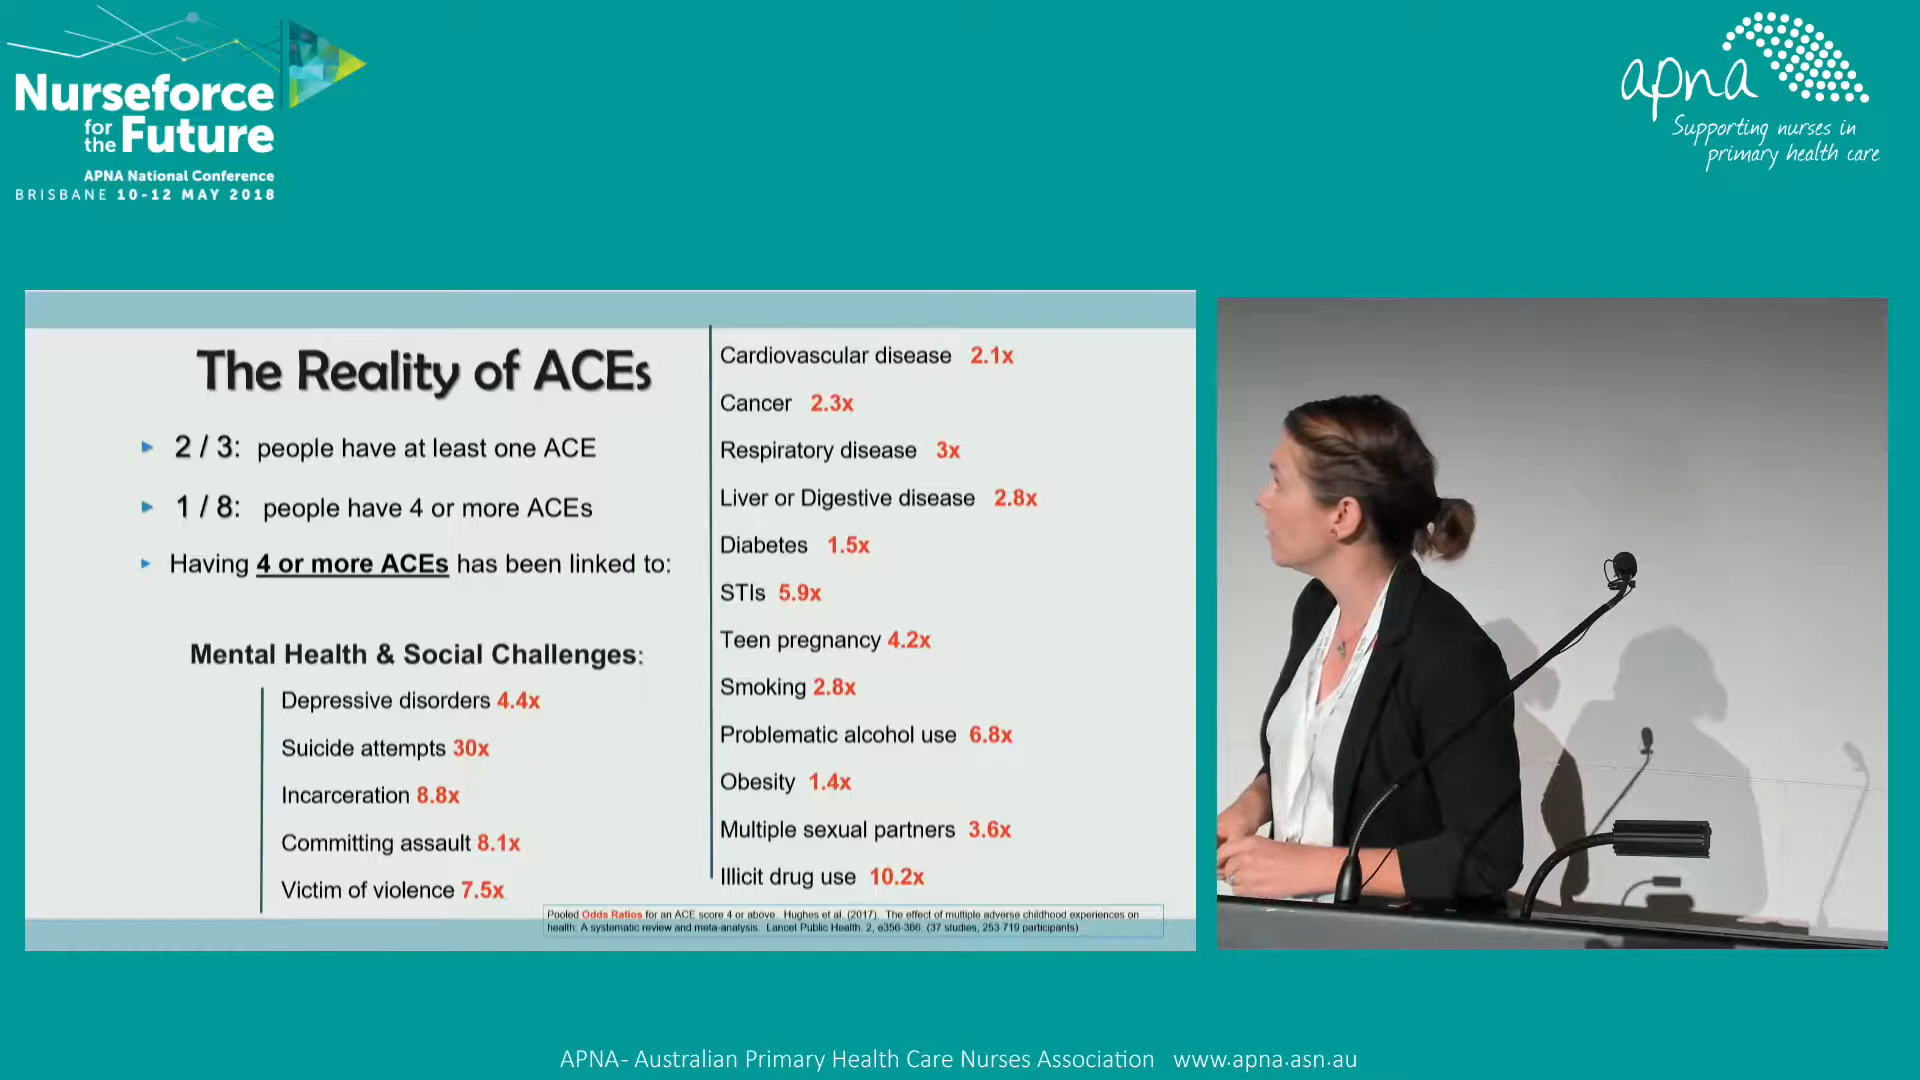 Nurseforce
for the Future
APNA National Conference
BRISBANE 10-12 MAY 2018
apna
Supporting nurses in
primary health care
The Reality of ACEs
2 / 3: people have at least one ACE
1 / 8: people have 4 or more ACEs
Having 4 or more ACEs has been linked to:
Mental Health & Social Challenges:
Depressive disorders 4.4x
Suicide attempts 30x
Incarceration 8.8x
Committing assault 8.1x
Victim of violence 7.5x
Cardiovascular disease 2.1x
Cancer 2.3x
Respiratory disease 3x
Liver or Digestive disease 2.8x
Diabetes 1.5x
STIs 5.9x
Teen pregnancy 4.2x
Smoking 2.8x
Problematic alcohol use 6.8x
Obesity 1.4x
Multiple sexual partners 3.6x
Illicit drug use 10.2x
Pooled Odds Ratios for an ACE score 4 or above. Hughes et al. (2017). The effect of multiple adverse childhood experiences on
health: A systematic review and meta-analysis. Lancet Public Health. 2, e356-366. (37 studies, 253 719 participants)
APNA- Australian Primary Health Care Nurses Association www.apna.asn.au